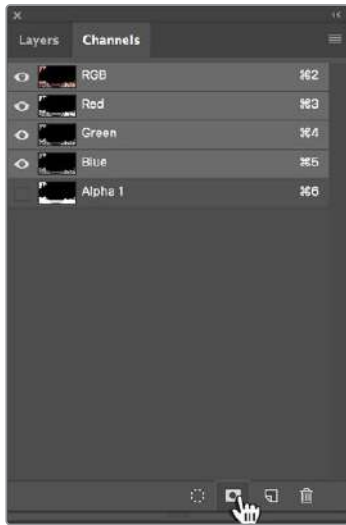 Layers Channels
RGB ⌘2
Red ⌘3
Green ⌘4
Blue ⌘5
Alpha 1 ⌘6